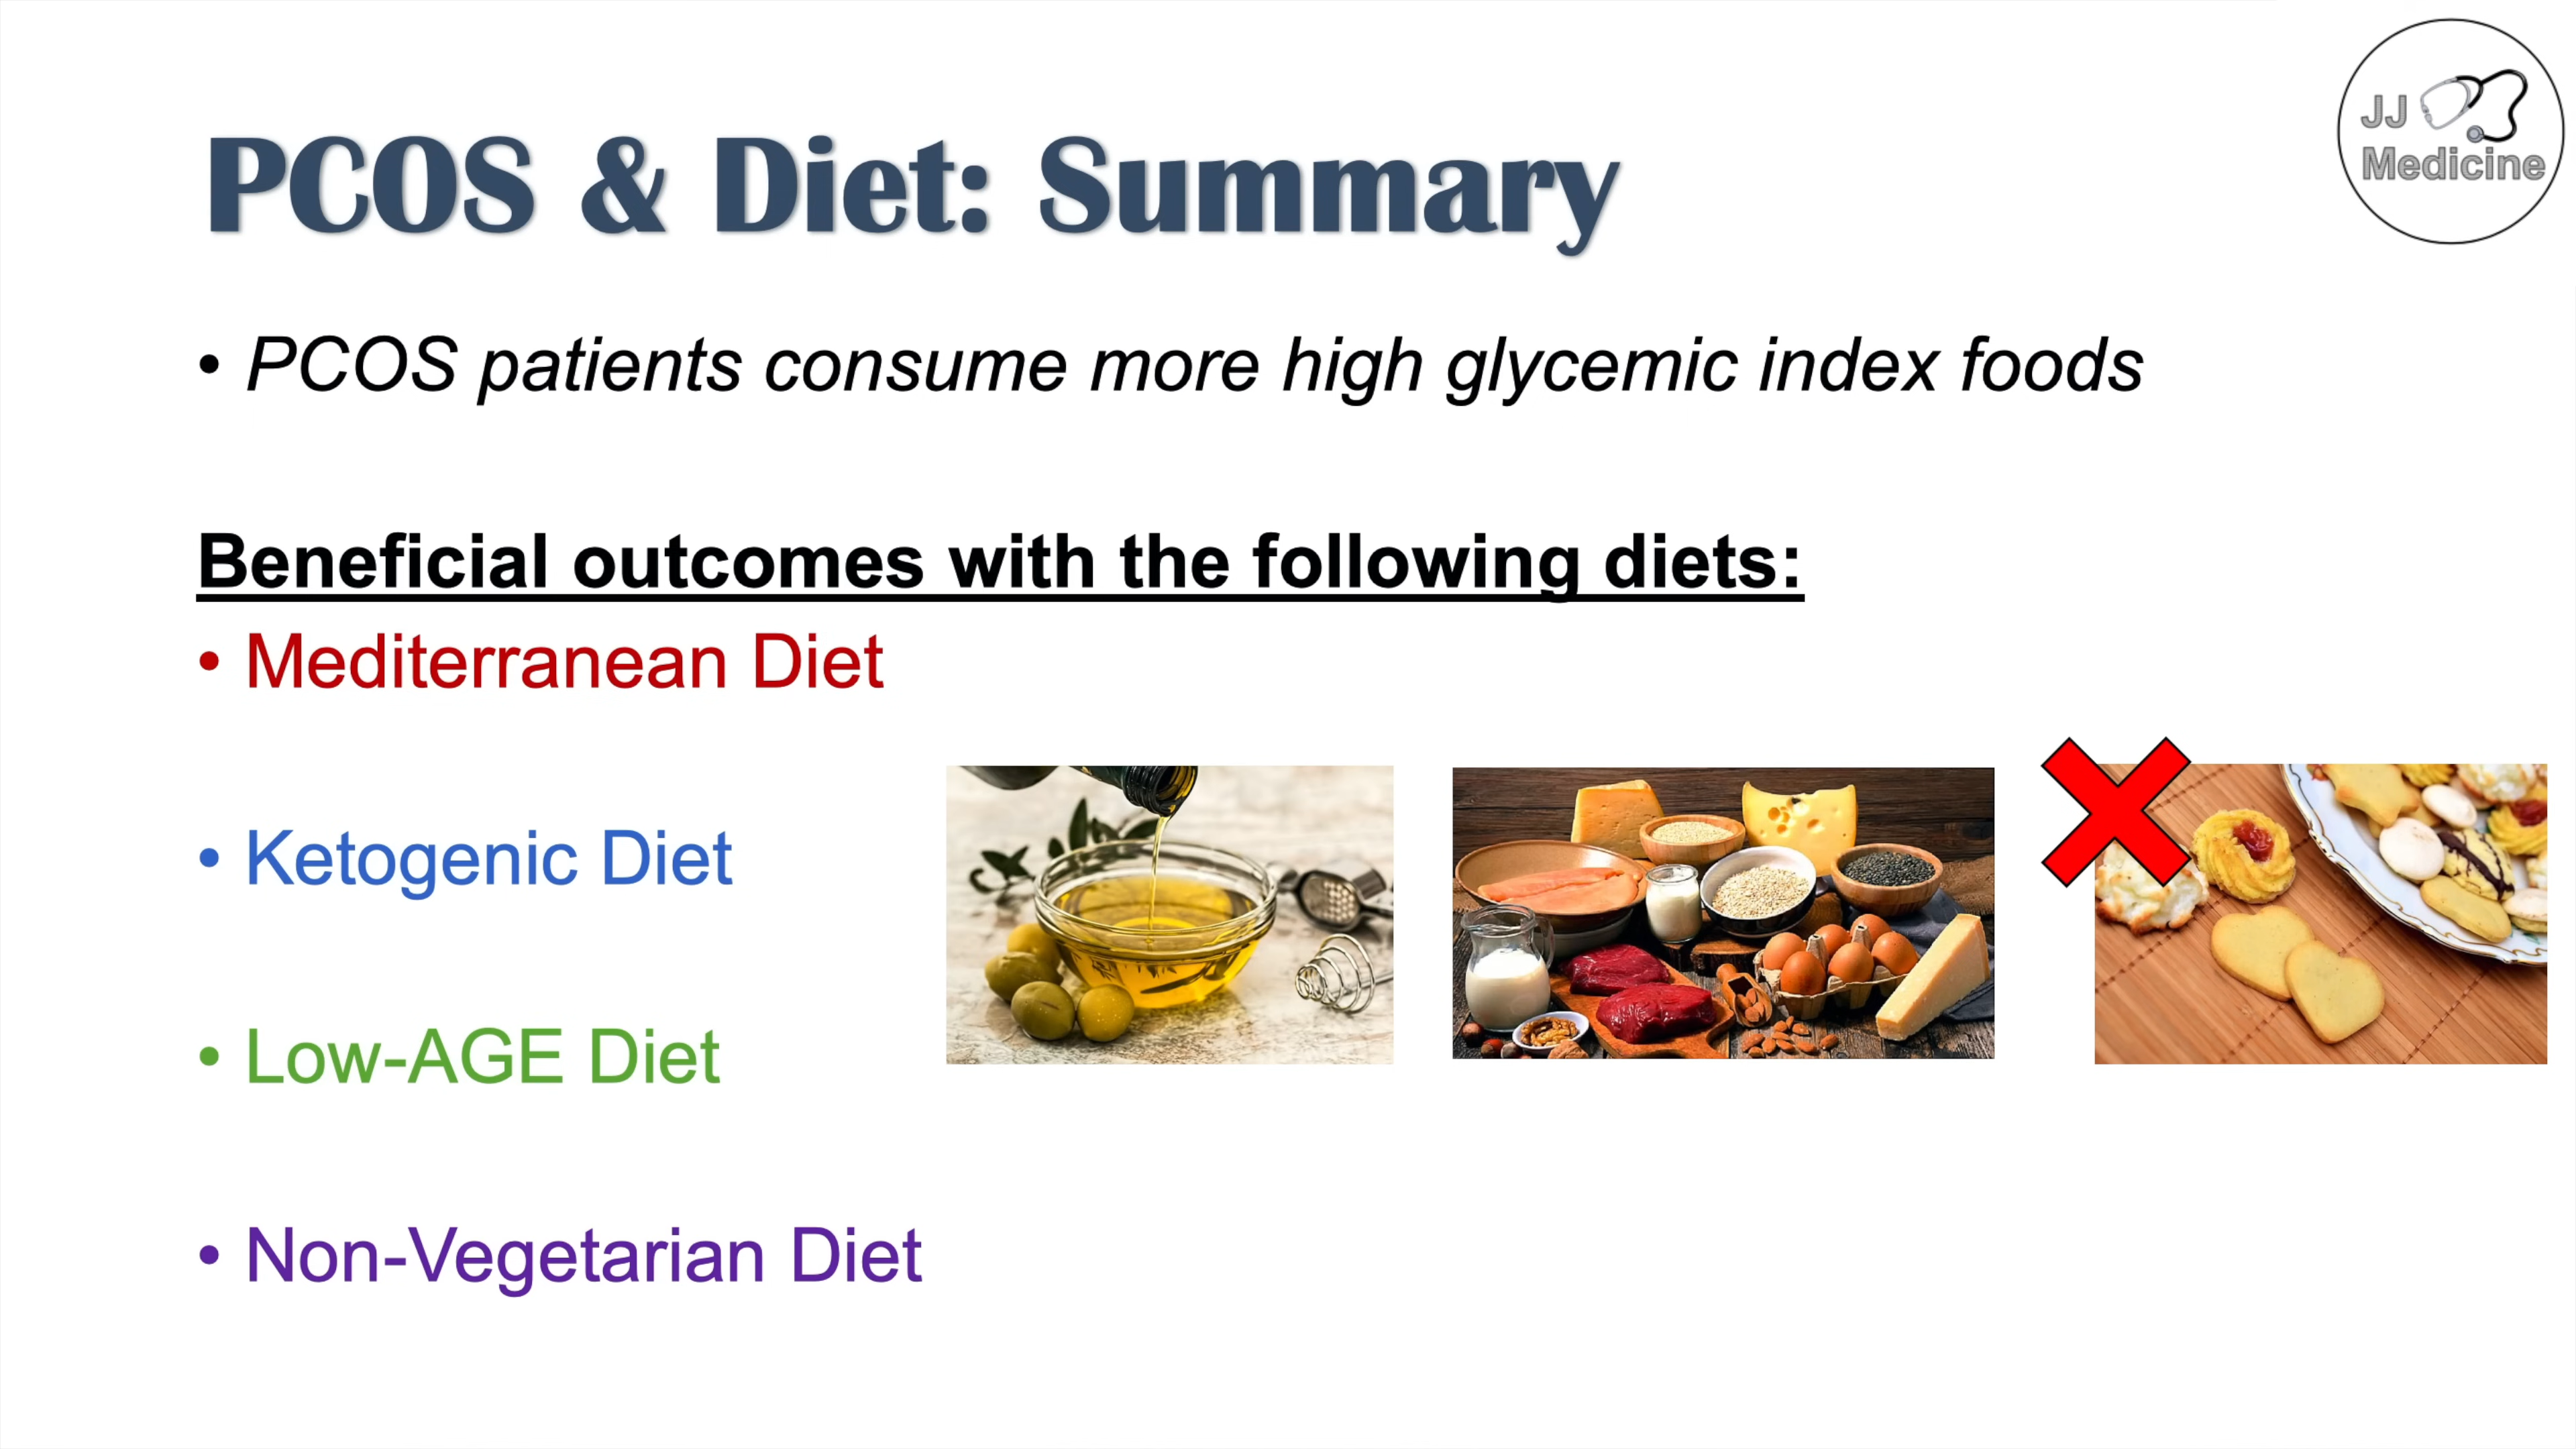 JJ
Medicine
PCOS & Diet: Summary
• PCOS patients consume more high glycemic index foods
Beneficial outcomes with the following diets:
• Mediterranean Diet
• Ketogenic Diet
• Low-AGE Diet
• Non-Vegetarian Diet